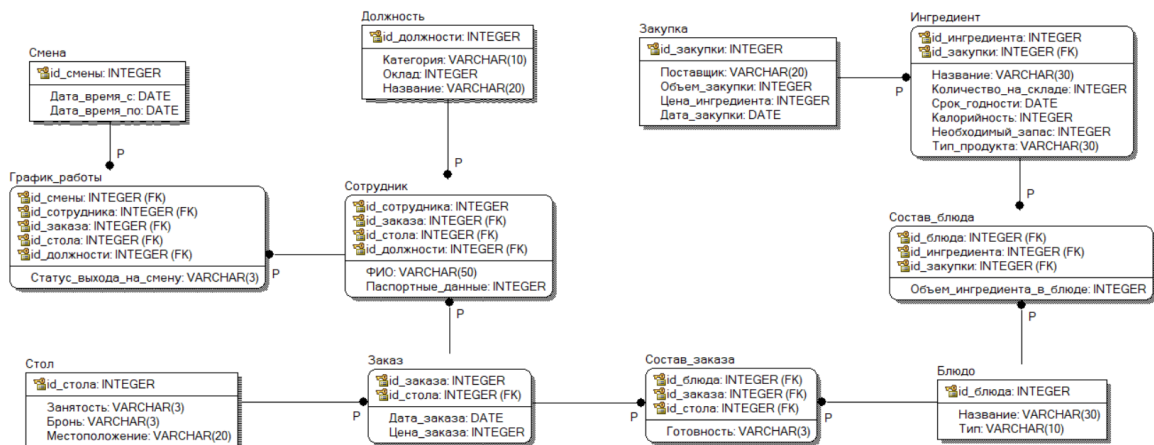 Смена
id_смены: INTEGER
Дата_время_с: DATE
Дата_время_по: DATE
P
Должность
id_должности: INTEGER
Категория: VARCHAR(10)
Оклад: INTEGER
Название: VARCHAR(20)
P
Закупка
id_закупки: INTEGER
Поставщик: VARCHAR(20)
Объем_закупки: INTEGER
Цена_ингредиента: INTEGER
Дата_закупки: DATE
P
Ингредиент
id_ингредиента: INTEGER
id_закупки: INTEGER (FK)
Название: VARCHAR(30)
Количество_на_складе: INTEGER
Срок_годности: DATE
Калорийность: INTEGER
Необходимый_запас: INTEGER
Тип_продукта: VARCHAR(30)
P
График_работы
id_смены: INTEGER (FK)
id_сотрудника: INTEGER (FK)
id_заказа: INTEGER (FK)
id_стола: INTEGER (FK)
id_должности: INTEGER (FK)
Статус_выхода_на_смену: VARCHAR(3)
P
Сотрудник
id_сотрудника: INTEGER
id_заказа: INTEGER (FK)
id_стола: INTEGER (FK)
id_должности: INTEGER (FK)
ФИО: VARCHAR(50)
Паспортные_данные: INTEGER
P
Состав_блюда
id_блюда: INTEGER (FK)
id_ингредиента: INTEGER (FK)
id_закупки: INTEGER (FK)
Объем_ингредиента_в_блюде: INTEGER
P
Стол
id_стола: INTEGER
Занятость: VARCHAR(3)
Бронь: VARCHAR(3)
Местоположение: VARCHAR(20)
P
Заказ
id_заказа: INTEGER
id_стола: INTEGER (FK)
Дата_заказа: DATE
Цена_заказа: INTEGER
P
Состав_заказа
id_блюда: INTEGER (FK)
id_заказа: INTEGER (FK)
id_стола: INTEGER (FK)
Готовность: VARCHAR(3)
P
Блюдо
id_блюда: INTEGER
Название: VARCHAR(30)
Тип: VARCHAR(10)